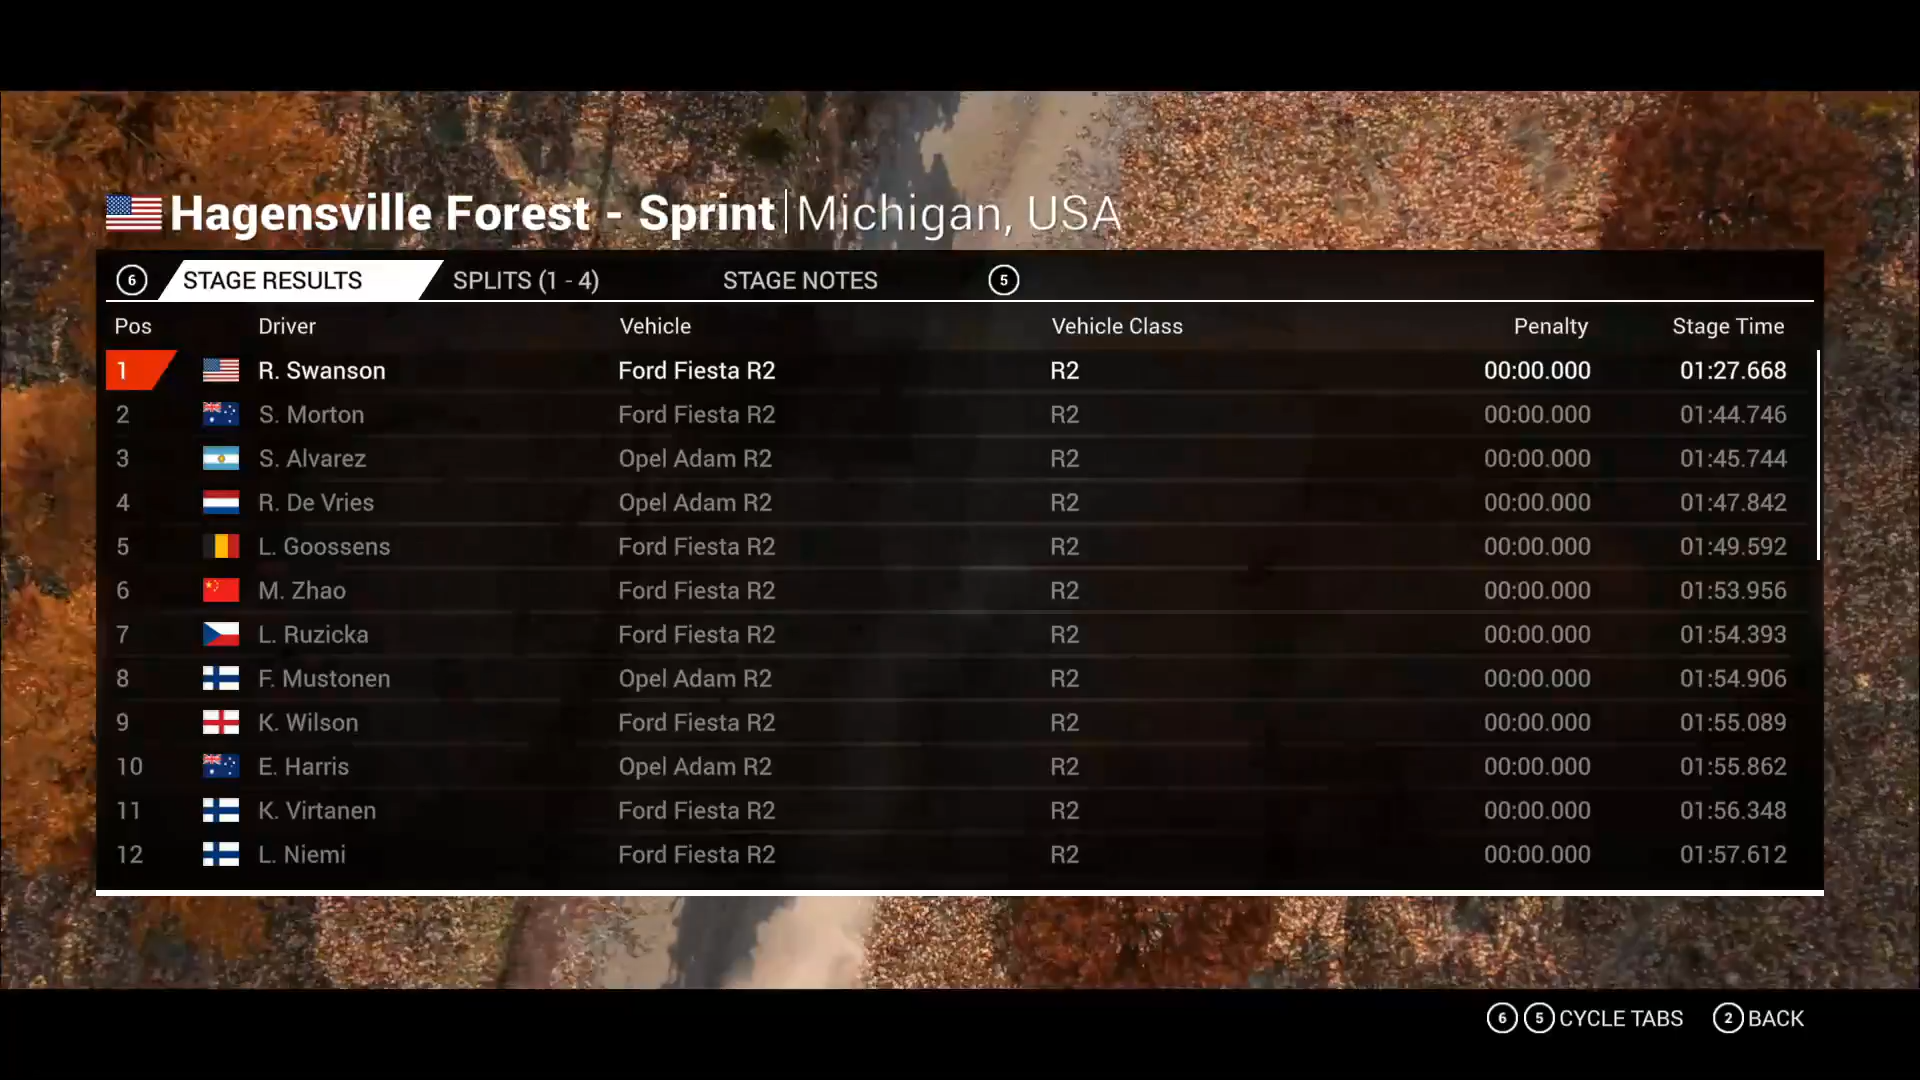 Hagensville Forest - Sprint | Michigan, USA
6 STAGE RESULTS SPLITS (1 - 4) STAGE NOTES 5
Pos Driver Vehicle Vehicle Class Penalty Stage Time
1 R. Swanson Ford Fiesta R2 R2 00:00.000 01:27.668
2 S. Morton Ford Fiesta R2 R2 00:00.000 01:44.746
3 S. Alvarez Opel Adam R2 R2 00:00.000 01:45.744
4 R. De Vries Opel Adam R2 R2 00:00.000 01:47.842
5 L. Goossens Ford Fiesta R2 R2 00:00.000 01:49.592
6 M. Zhao Ford Fiesta R2 R2 00:00.000 01:53.956
7 L. Ruzicka Ford Fiesta R2 R2 00:00.000 01:54.393
8 F. Mustonen Opel Adam R2 R2 00:00.000 01:54.906
9 K. Wilson Ford Fiesta R2 R2 00:00.000 01:55.089
10 E. Harris Opel Adam R2 R2 00:00.000 01:55.862
11 K. Virtanen Ford Fiesta R2 R2 00:00.000 01:56.348
12 L. Niemi Ford Fiesta R2 R2 00:00.000 01:57.612
6 5 CYCLE TABS 2 BACK